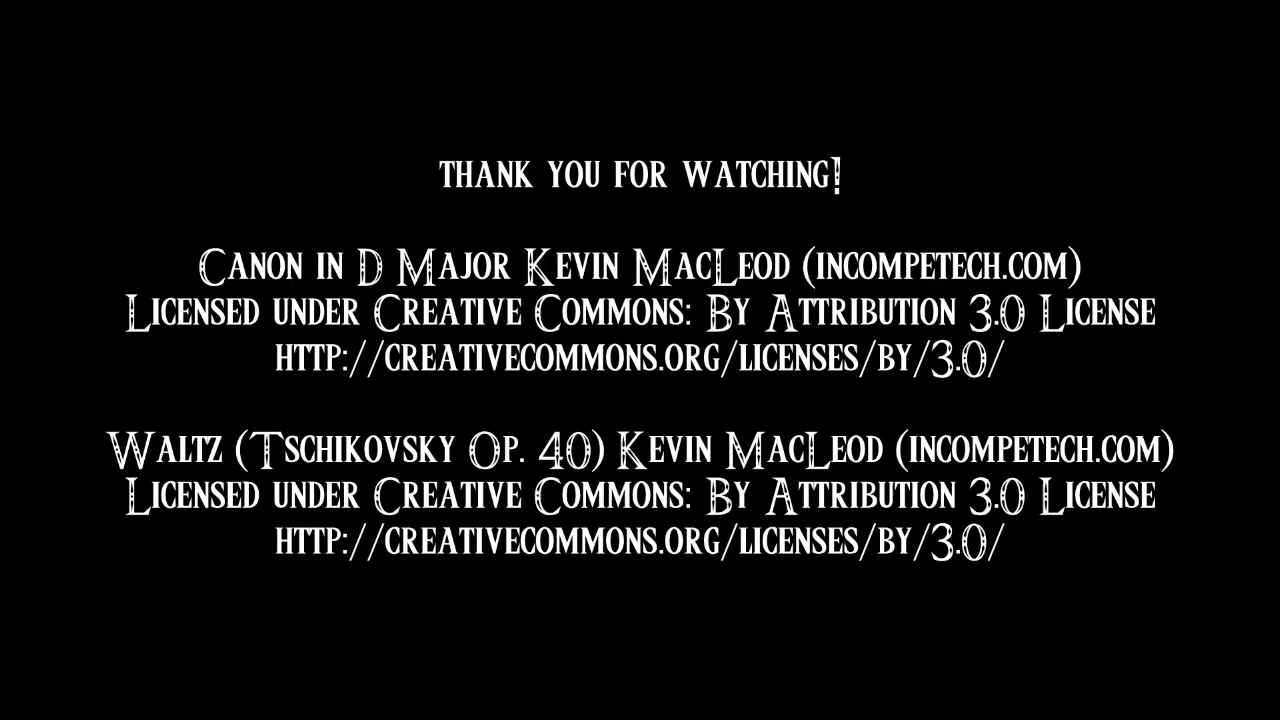 thank you for watching!
Canon in D Major Kevin MacLeod (incompetech.com)
Licensed under Creative Commons: By Attribution 3.0 License
http://creativecommons.org/licenses/by/3.0/
Waltz (Tschikovsky Op. 40) Kevin MacLeod (incompetech.com)
Licensed under Creative Commons: By Attribution 3.0 License
http://creativecommons.org/licenses/by/3.0/